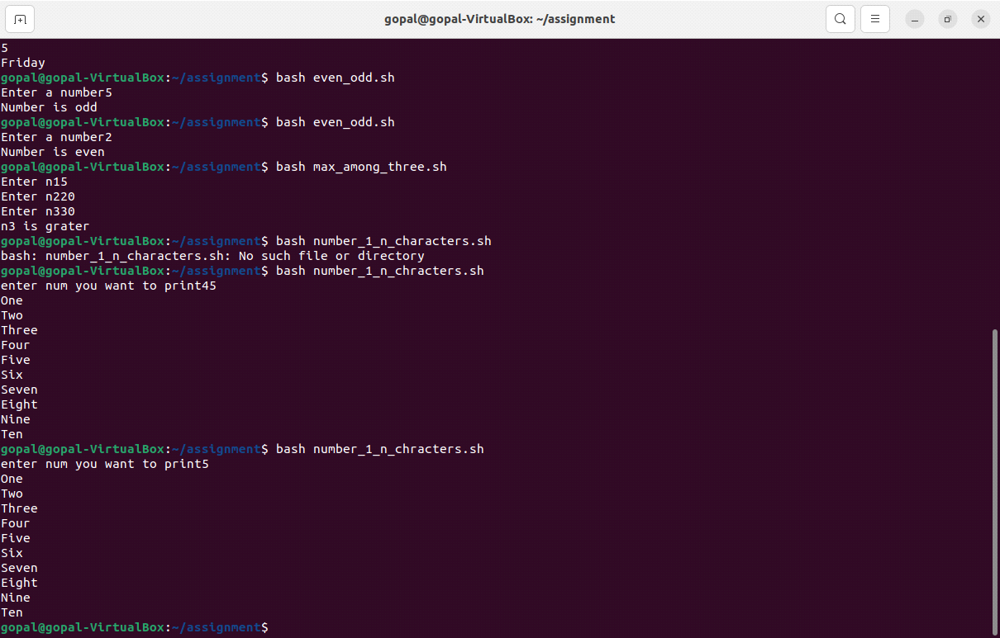 gopal@gopal-VirtualBox: ~/assignment
5
Friday
gopal@gopal-VirtualBox:~/assignment$ bash even_odd.sh
Enter a number5
Number is odd
gopal@gopal-VirtualBox:~/assignment$ bash even_odd.sh
Enter a number2
Number is even
gopal@gopal-VirtualBox:~/assignment$ bash max_among_three.sh
Enter n15
Enter n220
Enter n330
n3 is grater
gopal@gopal-VirtualBox:~/assignment$ bash number_1_n_characters.sh
bash: number_1_n_characters.sh: No such file or directory
gopal@gopal-VirtualBox:~/assignment$ bash number_1_n_chracters.sh
enter num you want to print45
One
Two
Three
Four
Five
Six
Seven
Eight
Nine
Ten
gopal@gopal-VirtualBox:~/assignment$ bash number_1_n_chracters.sh
enter num you want to print5
One
Two
Three
Four
Five
Six
Seven
Eight
Nine
Ten
gopal@gopal-VirtualBox:~/assignment$